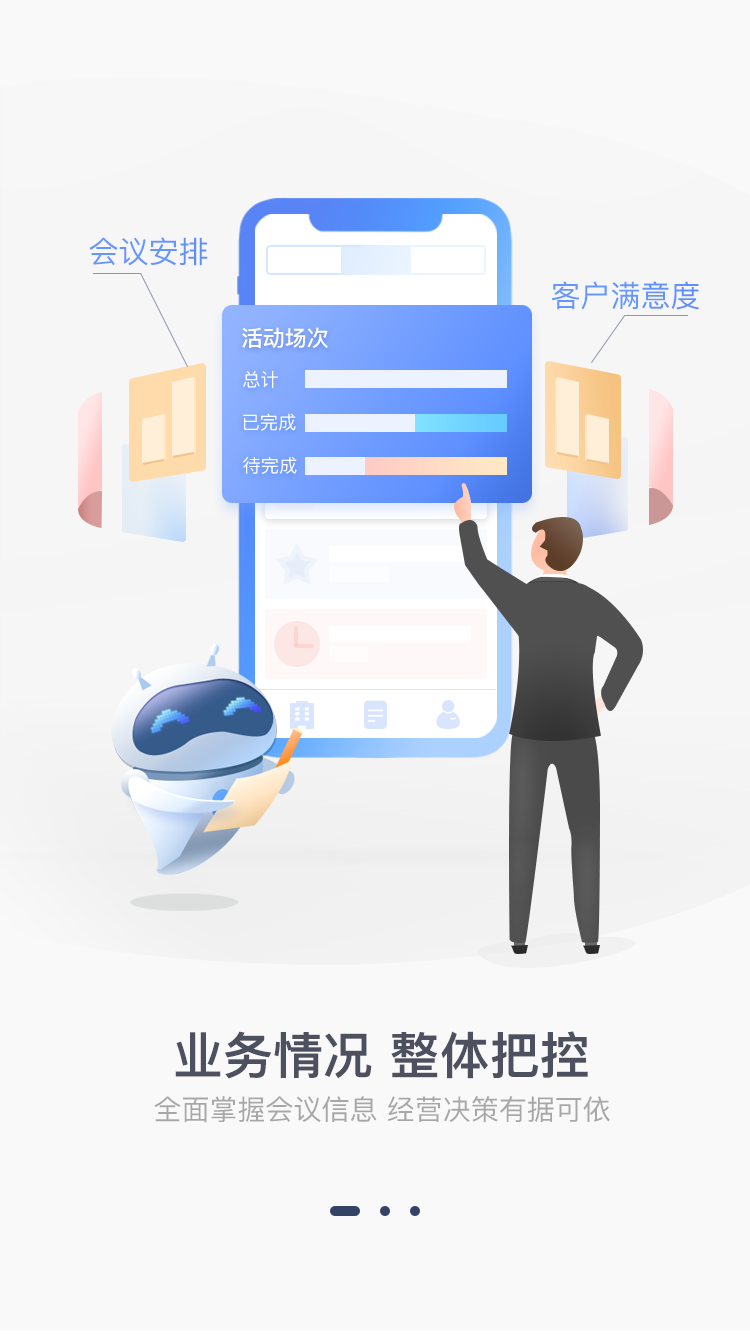 会议安排
客户满意度
活动场次
总计
已完成
待完成
业务情况 整体把控
全面掌握会议信息 经营决策有据可依